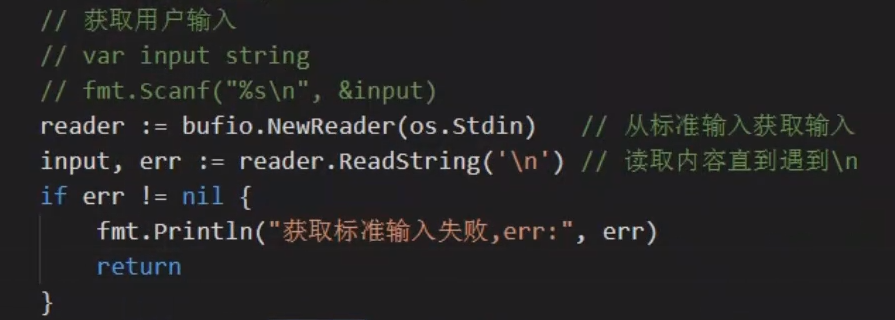 // 获取用户输入
// var input string
// fmt.Scanf("%s\n", &input)
reader := bufio.NewReader(os.Stdin)   // 从标准输入获取输入
input, err := reader.ReadString('\n') // 读取内容直到遇到\n
if err != nil {
    fmt.Println("获取标准输入失败,err:", err)
    return
}